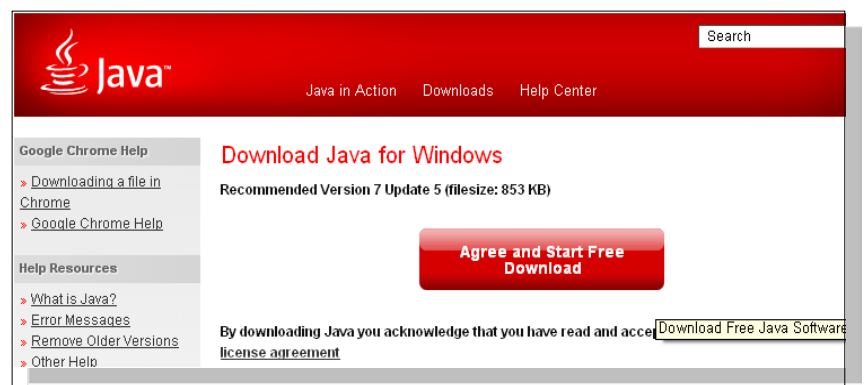 Search
Java™
Java in Action Downloads Help Center
Google Chrome Help
» Downloading a file in
Chrome
» Google Chrome Help
Help Resources
» What is Java?
» Error Messages
» Remove Older Versions
» Other Help
Download Java for Windows
Recommended Version 7 Update 5 (filesize: 853 KB)
Agree and Start Free
Download
By downloading Java you acknowledge that you have read and
license agreement
Download Free Java Software